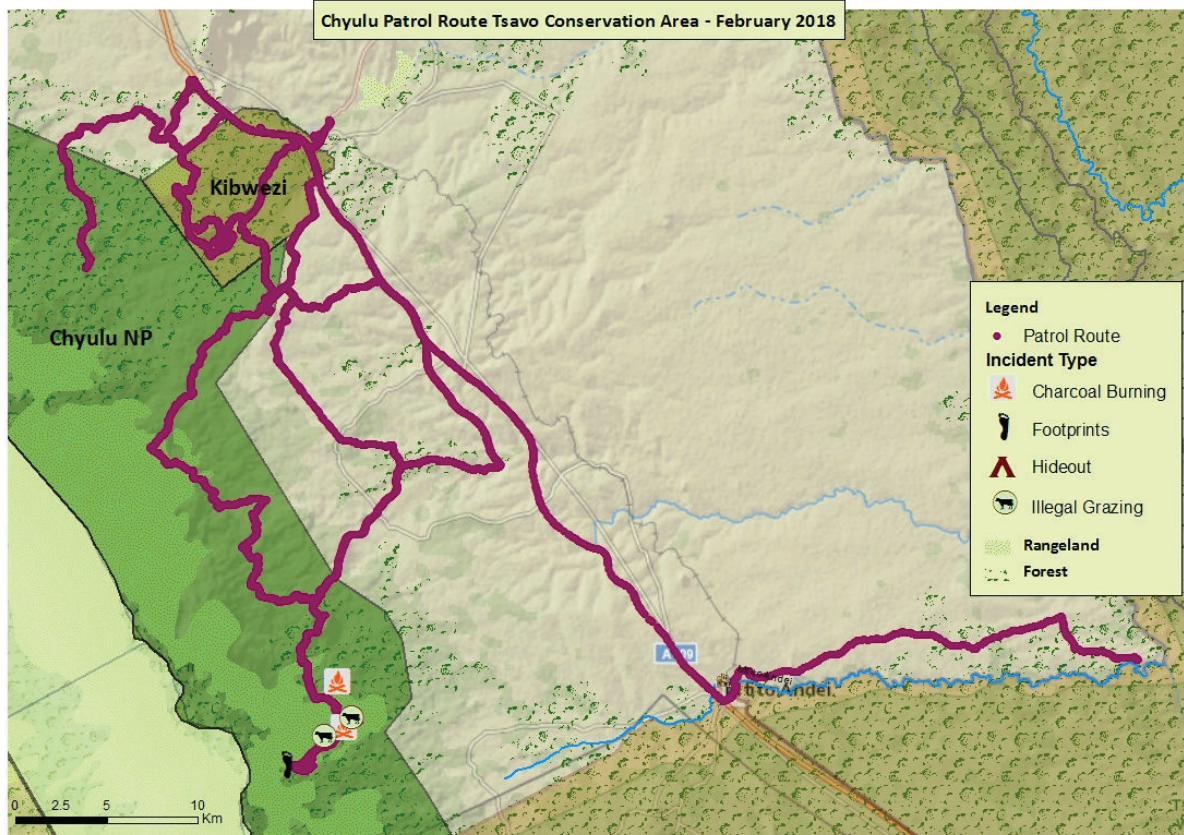 Chyulu Patrol Route Tsavo Conservation Area - February 2018
Kibwezi
Chyulu NP
Legend
Patrol Route
Incident Type
Charcoal Burning
Footprints
Hideout
Illegal Grazing
Rangeland
Forest
0 2.5 5 10
Km